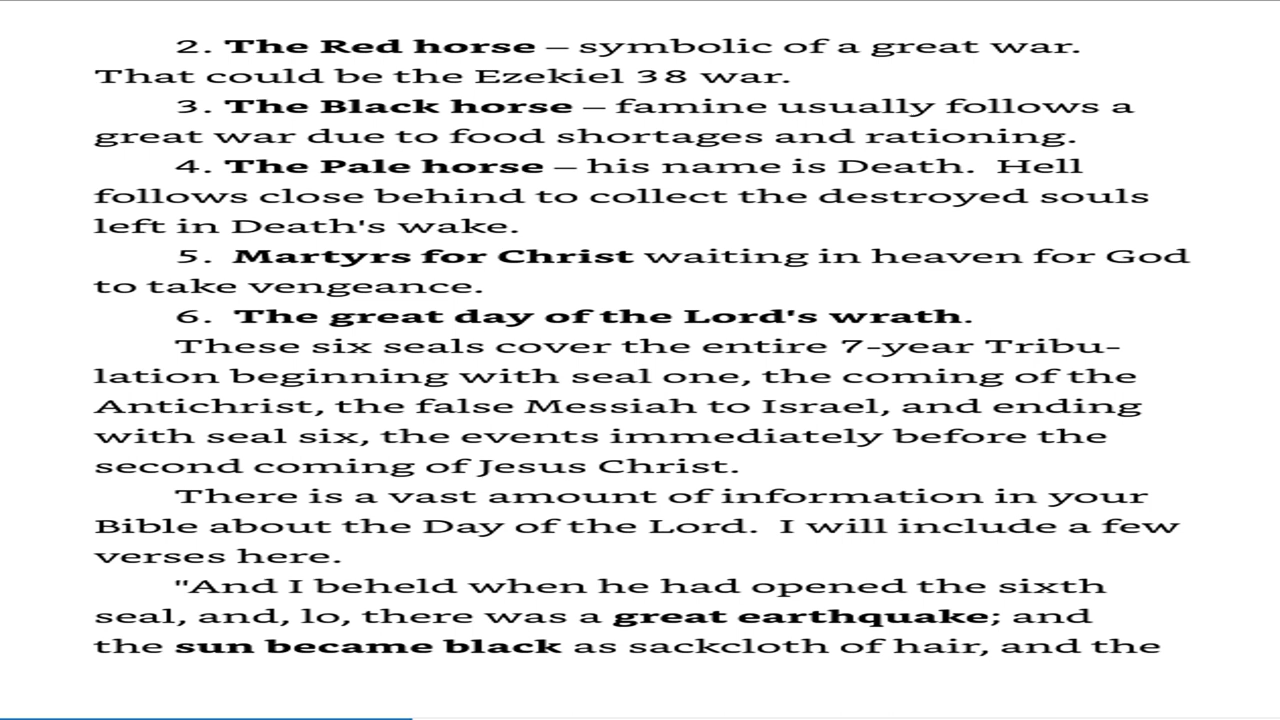 2. The Red horse – symbolic of a great war.
That could be the Ezekiel 38 war.
3. The Black horse – famine usually follows a
great war due to food shortages and rationing.
4. The Pale horse – his name is Death.  Hell
follows close behind to collect the destroyed souls
left in Death's wake.
5.  Martyrs for Christ waiting in heaven for God
to take vengeance.
6.  The great day of the Lord's wrath.
These six seals cover the entire 7-year Tribu-
lation beginning with seal one, the coming of the
Antichrist, the false Messiah to Israel, and ending
with seal six, the events immediately before the
second coming of Jesus Christ.
There is a vast amount of information in your
Bible about the Day of the Lord.  I will include a few
verses here.
"And I beheld when he had opened the sixth
seal, and, lo, there was a great earthquake; and
the sun became black as sackcloth of hair, and the